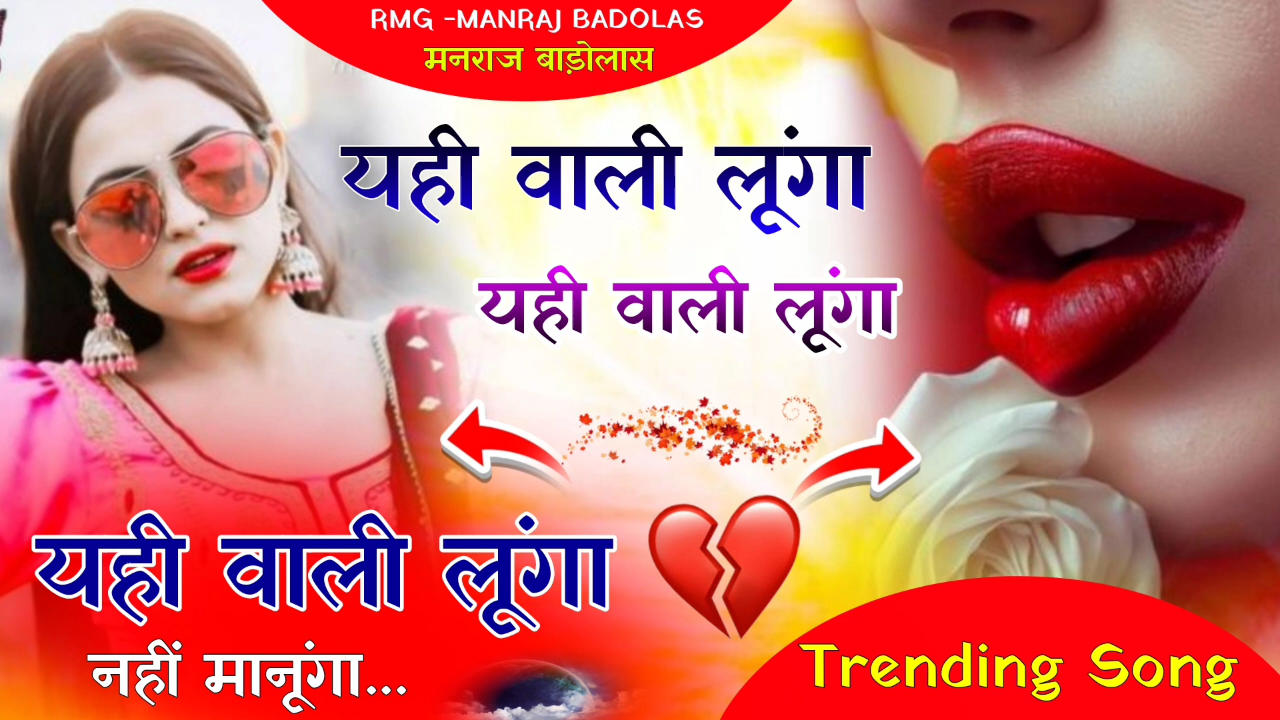 RMG -MANRAJ BADOLAS
मनराज बाड़ोलास
यही वाली लूंगा
यही वाली लूंगा
यही वाली लूंगा
नहीं मानूंगा...
Trending Song